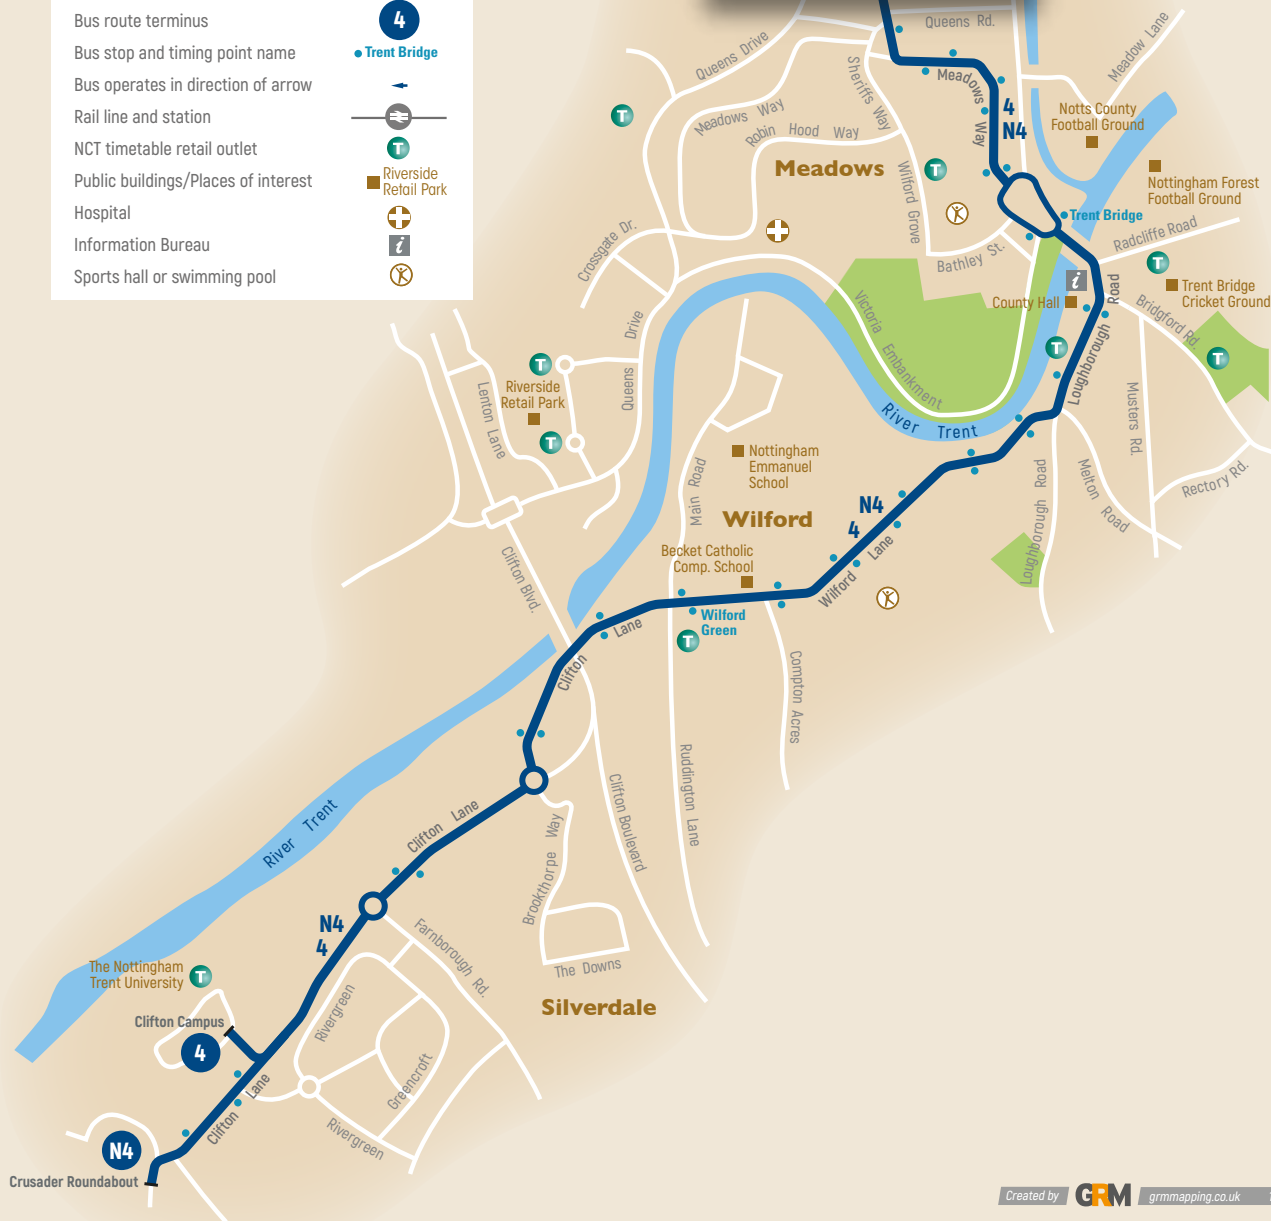 Bus route terminus
4
Bus stop and timing point name
Trent Bridge
Bus operates in direction of arrow
Rail line and station
NCT timetable retail outlet
T
Public buildings/Places of interest
Riverside
Retail Park
Hospital
Information Bureau
i
Sports hall or swimming pool
Queens Rd.
Queens Drive
Meadow Lane
Sheriffs Way
Meadows Way
4
N4
Notts County
Football Ground
Meadows Way
Robin Hood Way
T
Meadows
Wilford Grove
T
Nottingham Forest
Football Ground
Trent Bridge
Radcliffe Road
Crossgate Dr.
Bathley St.
T
i
County Hall
Road
Trent Bridge
Cricket Ground
Bridgford Rd.
Victoria Embankment
Loughborough
T
T
Queens Drive
T
Riverside
Retail Park
T
Lenton Lane
River Trent
Musters Rd.
Nottingham
Emmanuel
School
Main Road
Rectory Rd.
Melton Road
Loughborough Road
N4
4
Wilford
Becket Catholic
Comp. School
Wilford Lane
Clifton Blvd.
Wilford
Green
T
Clifton Lane
Compton Acres
Ruddington Lane
Clifton Boulevard
Clifton Lane
River Trent
Brookthorpe Way
The Downs
N4
4
Farnborough Rd.
The Nottingham
Trent University
T
Silverdale
Clifton Campus
4
Rivergreen
Greencroft
Clifton Lane
Rivergreen
N4
Crusader Roundabout
Created by
GRM
grmmapping.co.uk